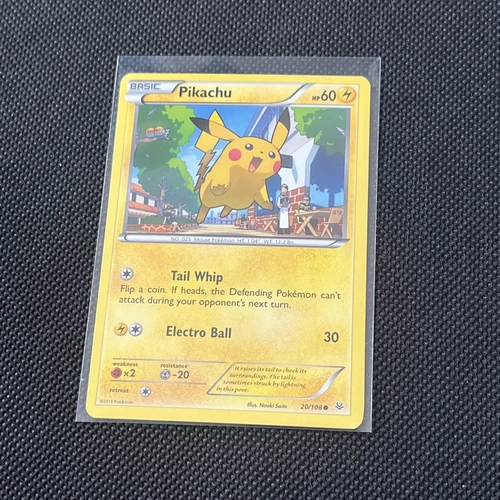 BASIC
Pikachu
HP60
NO. 025 Mouse Pokémon HT: 1'04" WT: 13.2 lbs.
Tail Whip
Flip a coin. If heads, the Defending Pokémon can't
attack during your opponent's next turn.
Electro Ball 30
weakness
×2
resistance
-20
retreat
It raises its tail to check its
surroundings. The tail is
sometimes struck by lightning
in this pose.
©2015 Pokémon
Illus. Naoki Saito
20/108